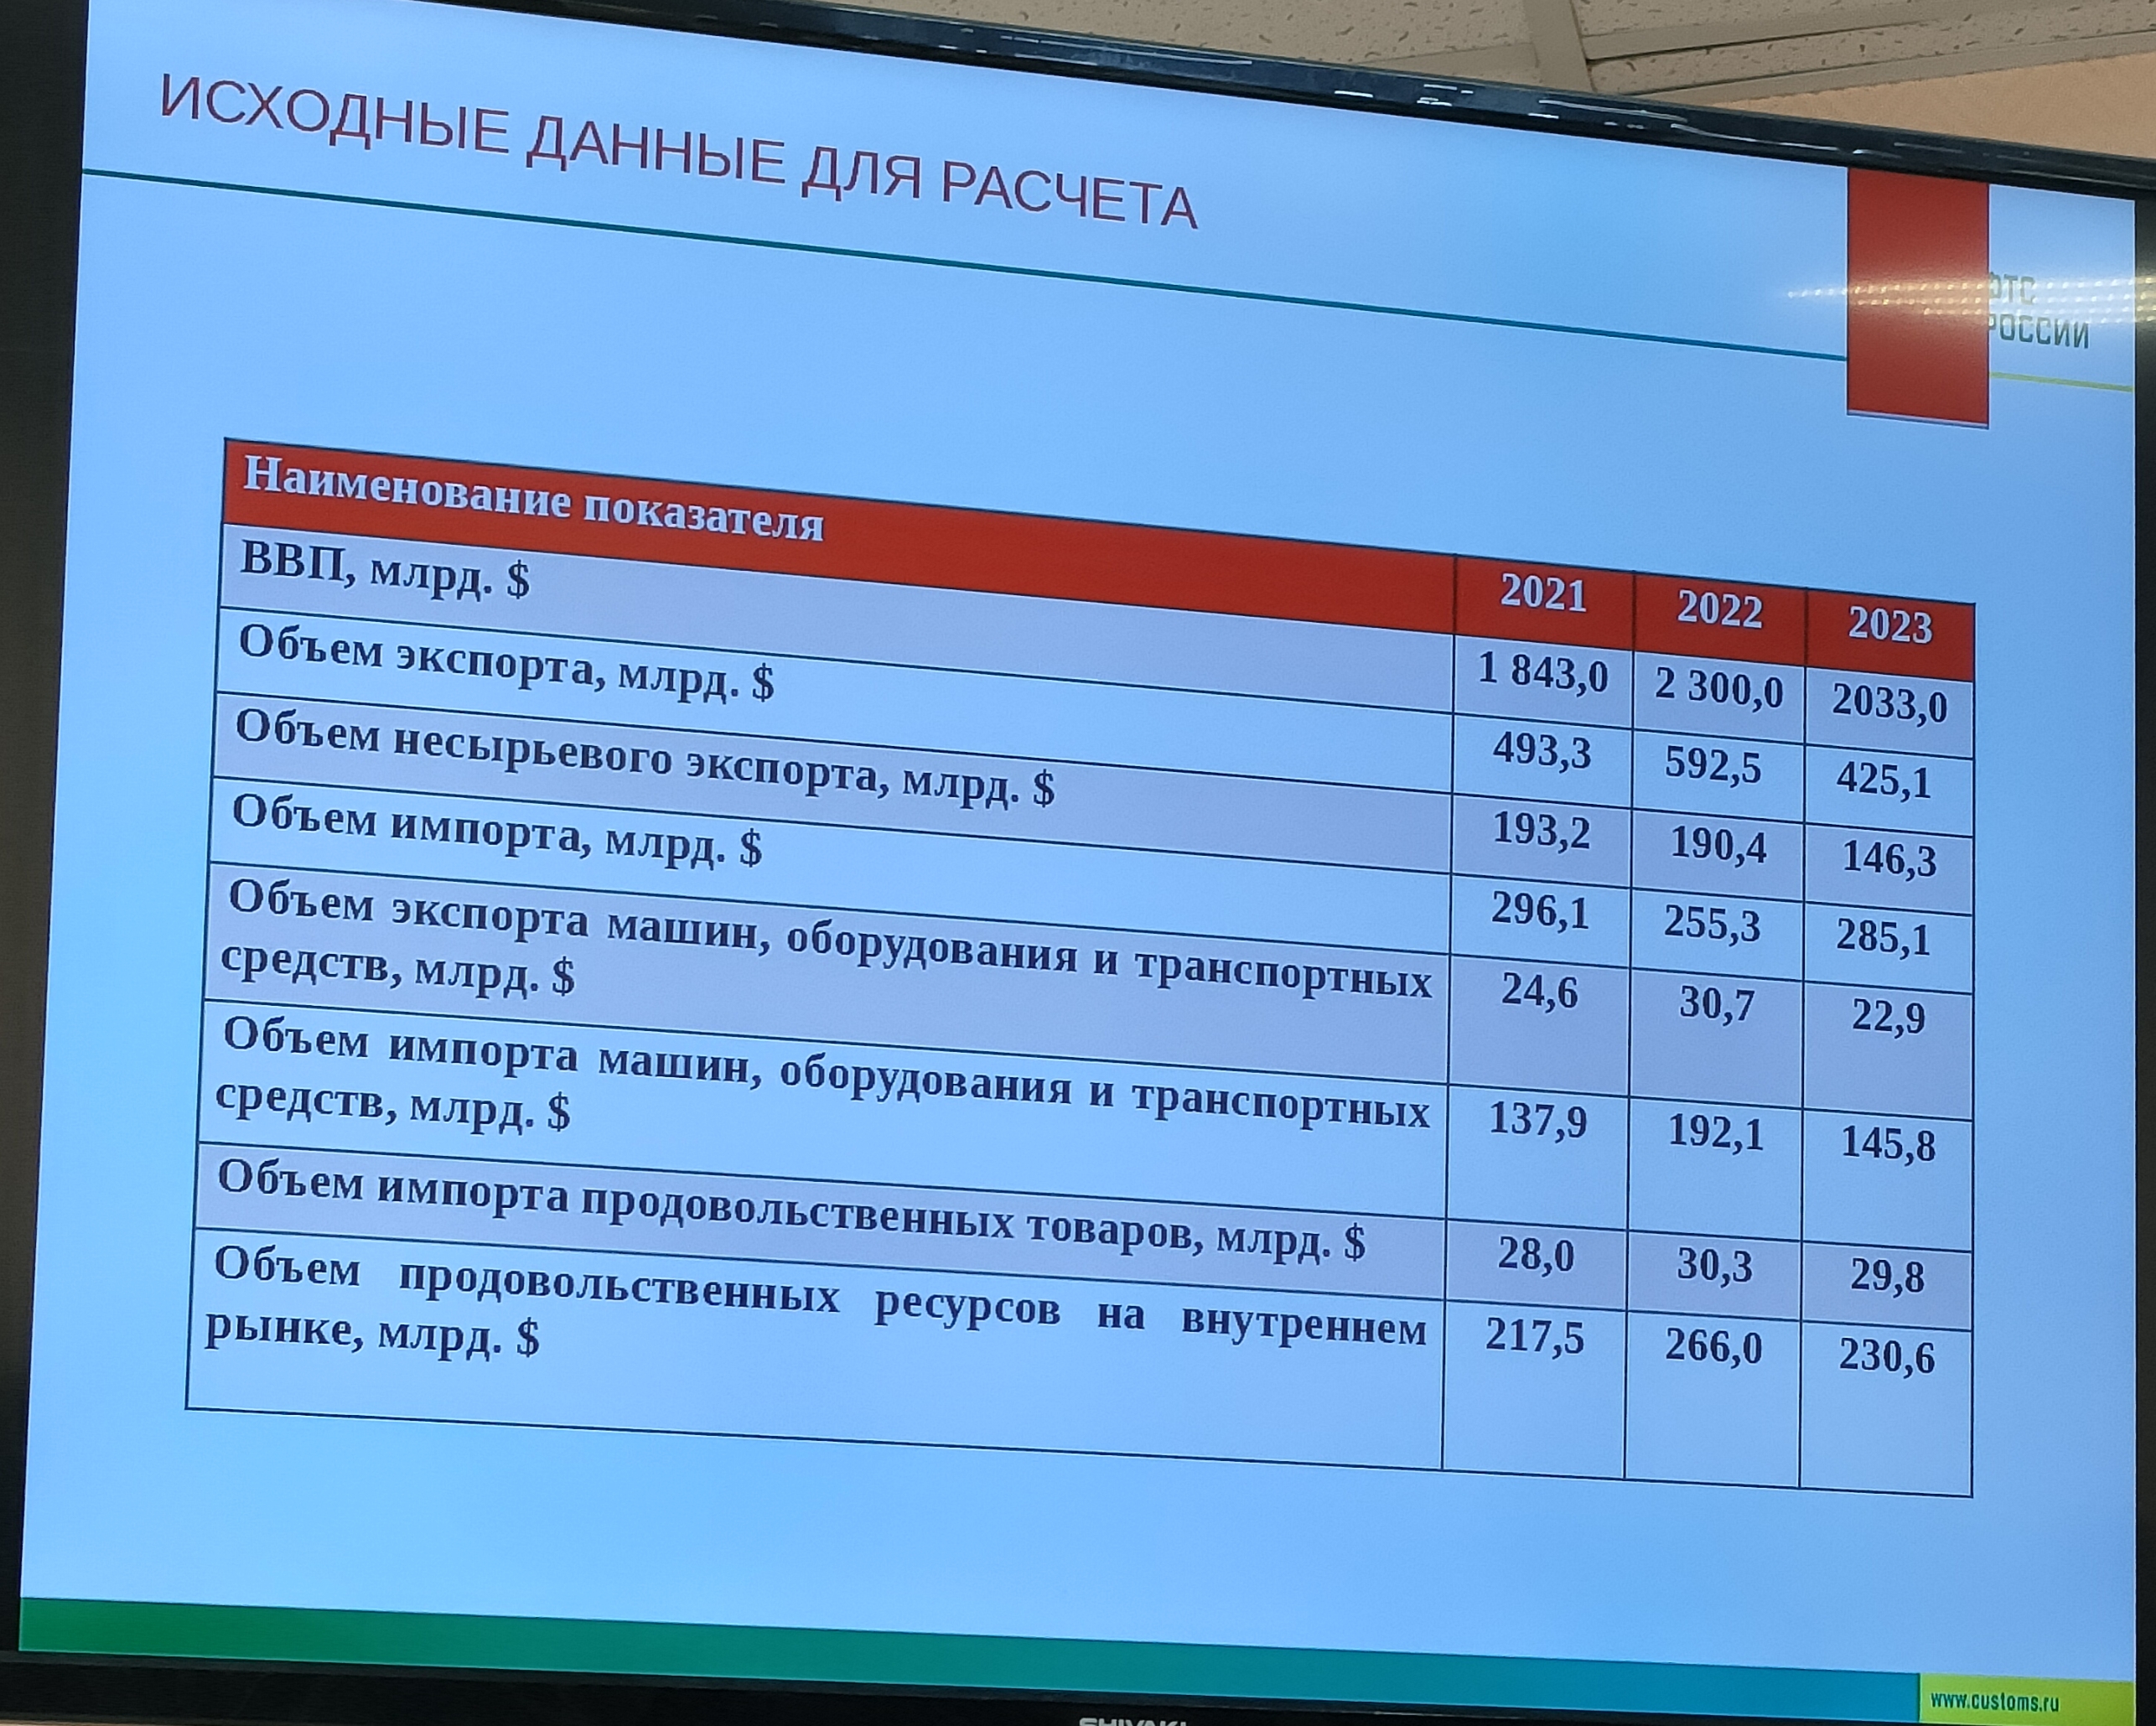 ИСХОДНЫЕ ДАННЫЕ ДЛЯ РАСЧЕТА
РОССИИ
Наименование показателя 2021 2022 2023
ВВП, млрд. $ 1 843,0 2 300,0 2033,0
Объем экспорта, млрд. $ 493,3 592,5 425,1
Объем несырьевого экспорта, млрд. $ 193,2 190,4 146,3
Объем импорта, млрд. $ 296,1 255,3 285,1
Объем экспорта машин, оборудования и транспортных 24,6 30,7 22,9
средств, млрд. $
Объем импорта машин, оборудования и транспортных 137,9 192,1 145,8
средств, млрд. $
Объем импорта продовольственных товаров, млрд. $ 28,0 30,3 29,8
Объем продовольственных ресурсов на внутреннем 217,5 266,0 230,6
рынке, млрд. $
www.customs.ru